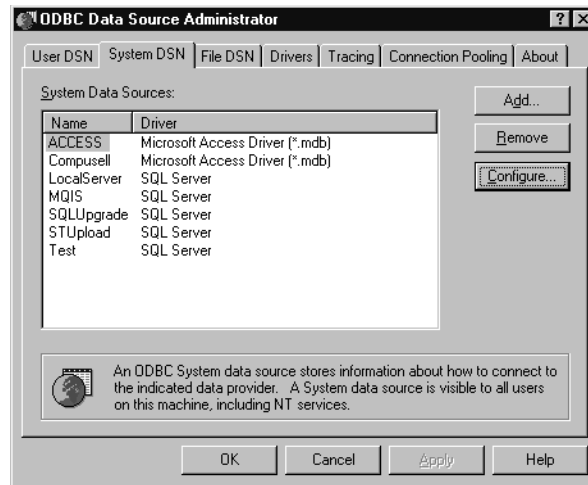 ODBC Data Source Administrator
User DSN System DSN File DSN Drivers Tracing Connection Pooling About
System Data Sources:
Name Driver
ACCESS Microsoft Access Driver (*.mdb)
Compusell Microsoft Access Driver (*.mdb)
LocalServer SQL Server
MQIS SQL Server
SQLUpgrade SQL Server
STUpload SQL Server
Test SQL Server
Add...
Remove
Configure...
An ODBC System data source stores information about how to connect to
the indicated data provider. A System data source is visible to all users
on this machine, including NT services.
OK Cancel Apply Help